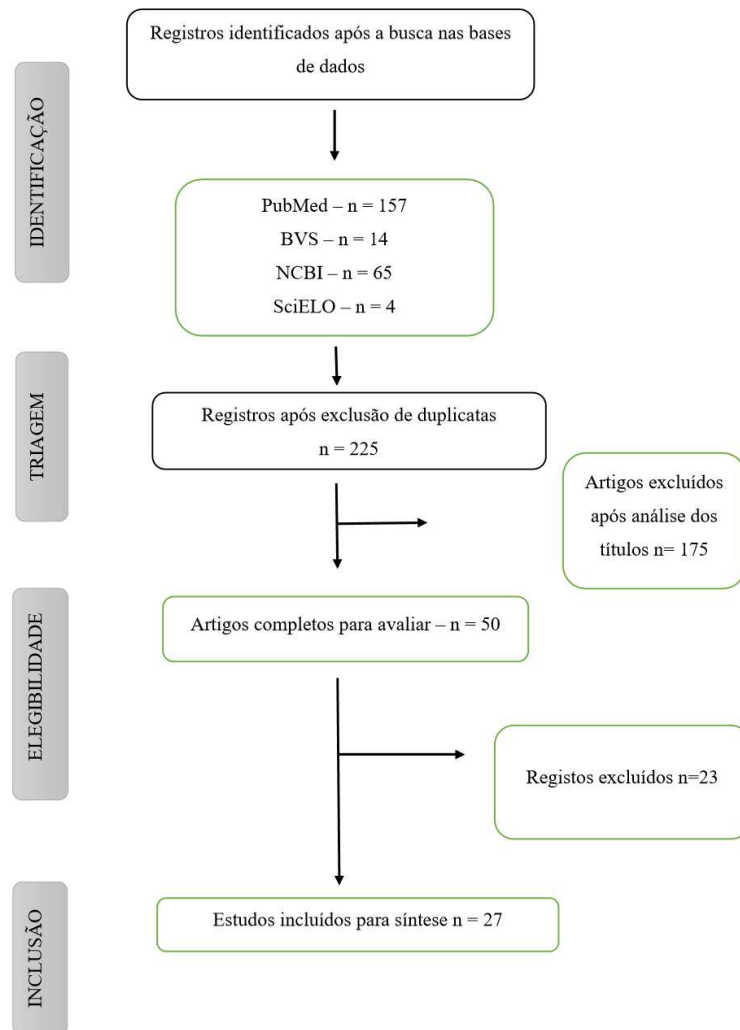 Registros identificados após a busca nas bases
de dados
IDENTIFICAÇÃO
PubMed – n = 157
BVS – n = 14
NCBI – n = 65
SciELO – n = 4
TRIAGEM
Registros após exclusão de duplicatas
n = 225
Artigos excluídos
após análise dos
títulos n= 175
ELEGIBILIDADE
Artigos completos para avaliar – n = 50
Registos excluídos n=23
INCLUSÃO
Estudos incluídos para síntese n = 27